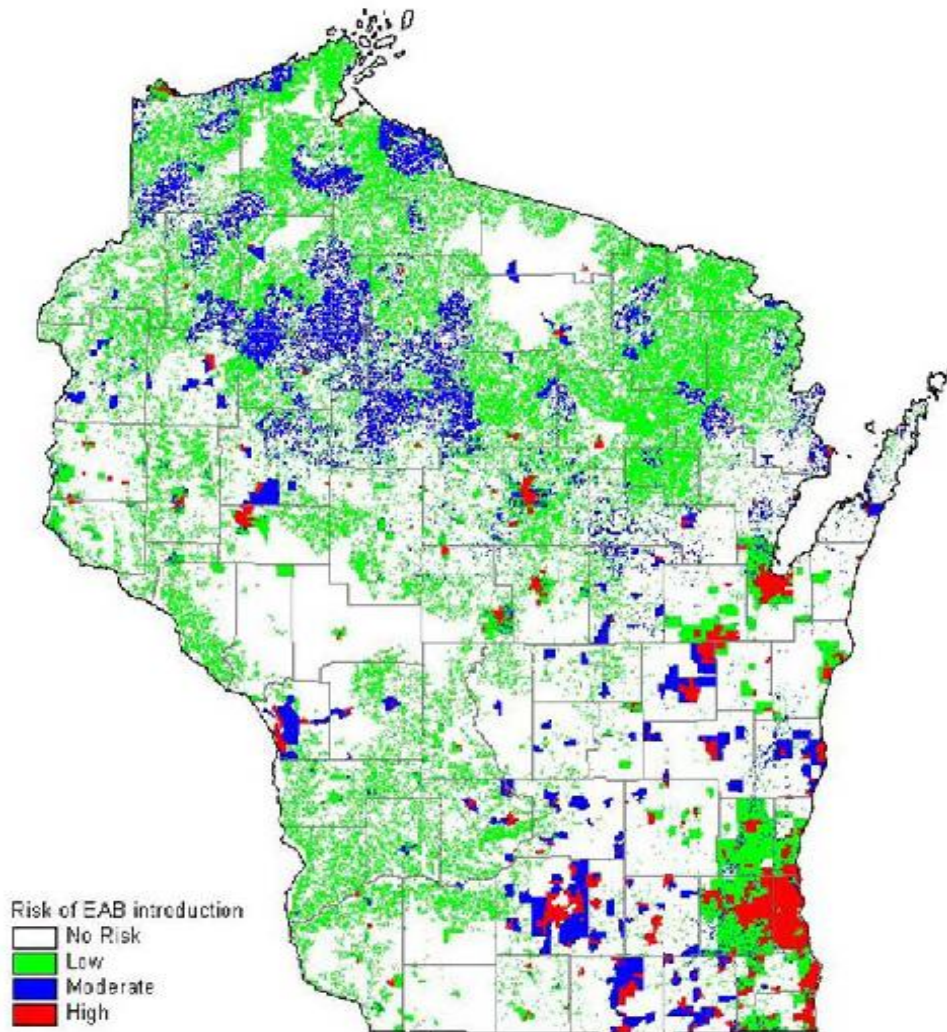 Risk of EAB introduction
No Risk
Low
Moderate
High